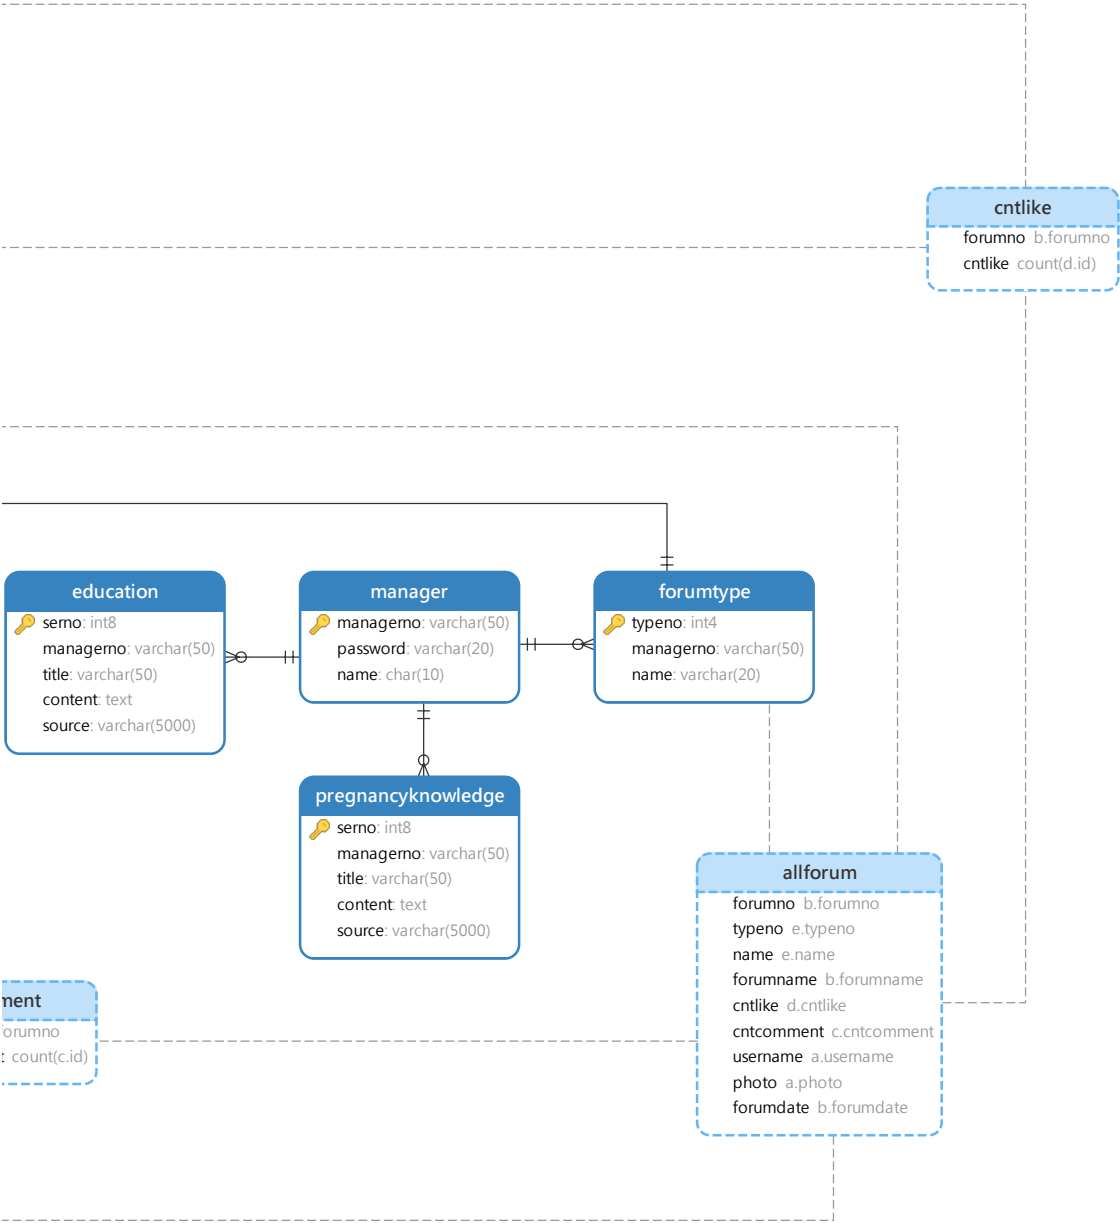 cntlike
forumno b.forumno
cntlike count(d.id)
education
serno: int8
managerno: varchar(50)
title: varchar(50)
content: text
source: varchar(5000)
manager
managerno: varchar(50)
password: varchar(20)
name: char(10)
forumtype
typeno: int4
managerno: varchar(50)
name: varchar(20)
pregnancyknowledge
serno: int8
managerno: varchar(50)
title: varchar(50)
content: text
source: varchar(5000)
allforum
forumno b.forumno
typeno e.typeno
name e.name
forumname b.forumname
cntlike d.cntlike
cntcomment c.cntcomment
username a.username
photo a.photo
forumdate b.forumdate
ment
forumno
t count(c.id)